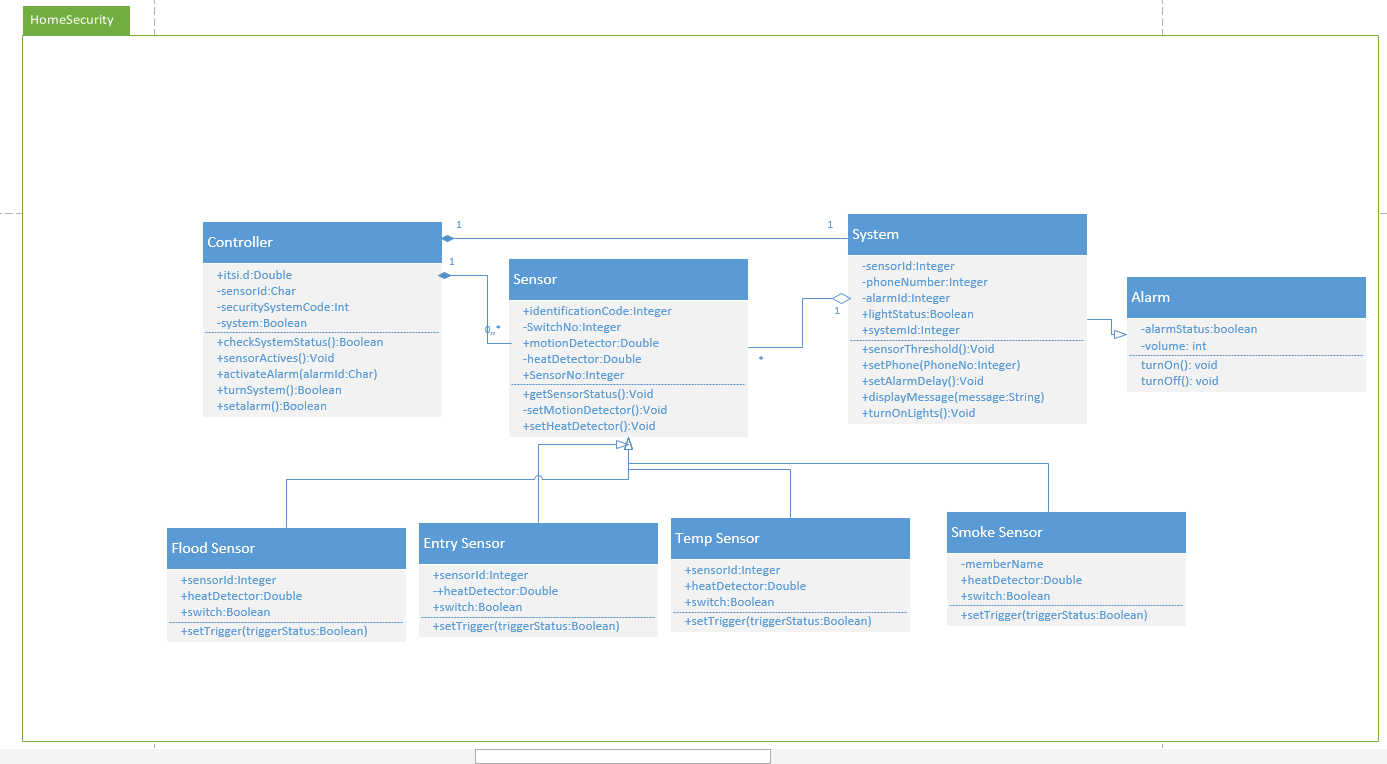 HomeSecurity
1
1
Controller
+itsi.d:Double
-sensorId:Char
-securitySystemCode:Int
-system:Boolean
+checkSystemStatus():Boolean
+sensorActives():Void
+activateAlarm(alarmId:Char)
+turnSystem():Boolean
+setalarm():Boolean
1
0,,*
Sensor
+identificationCode:Integer
-SwitchNo:Integer
+motionDetector:Double
-heatDetector:Double
+SensorNo:Integer
+getSensorStatus():Void
-setMotionDetector():Void
+setHeatDetector():Void
*
1
System
-sensorId:Integer
-phoneNumber:Integer
-alarmId:Integer
+lightStatus:Boolean
+systemId:Integer
+sensorThreshold():Void
+setPhone(PhoneNo:Integer)
+setAlarmDelay():Void
+displayMessage(message:String)
+turnOnLights():Void
Alarm
-alarmStatus:boolean
-volume: int
turnOn(): void
turnOff(): void
Flood Sensor
+sensorId:Integer
+heatDetector:Double
+switch:Boolean
+setTrigger(triggerStatus:Boolean)
Entry Sensor
+sensorId:Integer
-+heatDetector:Double
+switch:Boolean
+setTrigger(triggerStatus:Boolean)
Temp Sensor
+sensorId:Integer
+heatDetector:Double
+switch:Boolean
+setTrigger(triggerStatus:Boolean)
Smoke Sensor
-memberName
+heatDetector:Double
+switch:Boolean
+setTrigger(triggerStatus:Boolean)